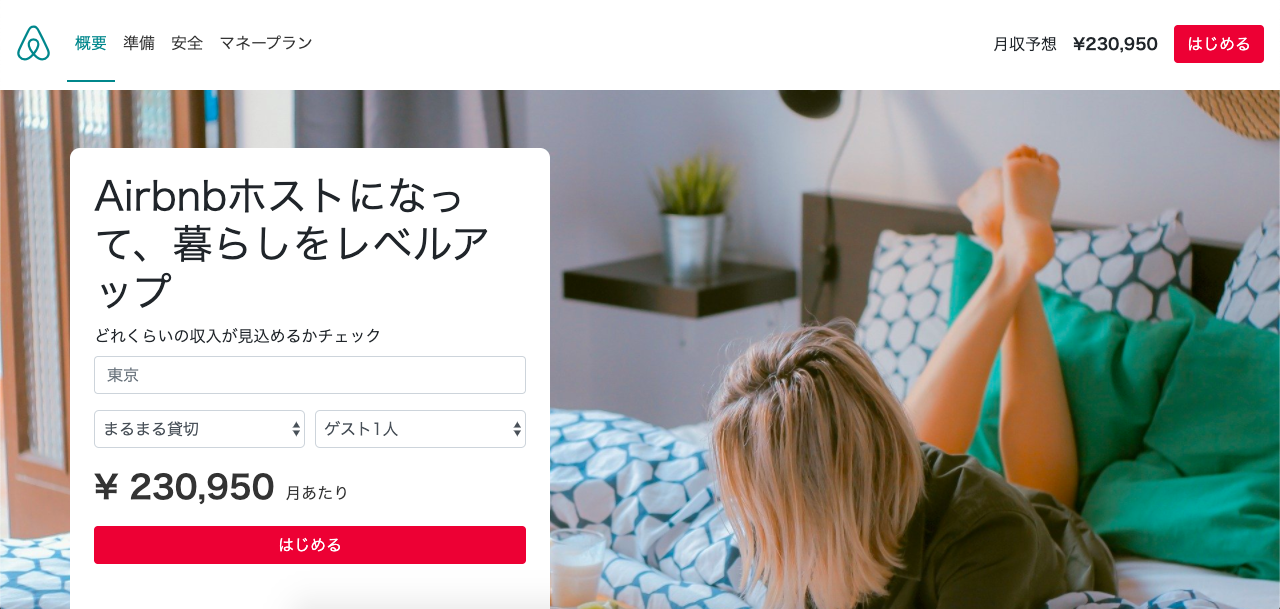 概要 準備 安全 マネープラン 月収予想 ¥230,950 はじめる
Airbnbホストになっ
て、暮らしをレベルア
ップ
どれくらいの収入が見込めるかチェック
東京
まるまる貸切 ゲスト1人
¥ 230,950 月あたり
はじめる